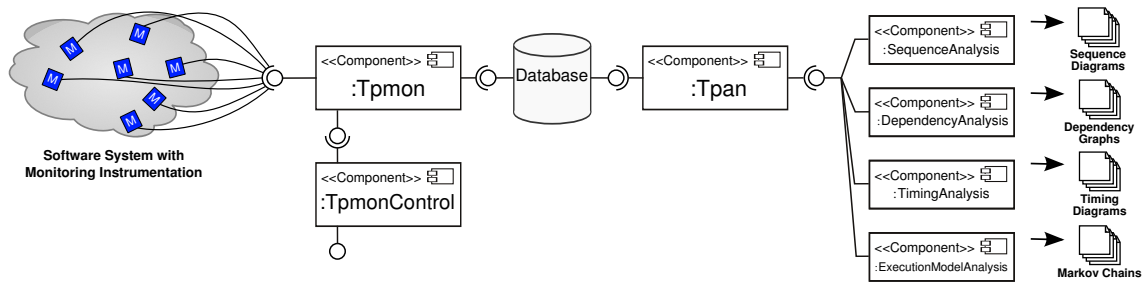 M
M
M
M
M
M
M
Software System with
Monitoring Instrumentation
<<Component>>
:Tpmon
<<Component>>
:TpmonControl
Database
<<Component>>
:Tpan
<<Component>>
:SequenceAnalysis
Sequence
Diagrams
<<Component>>
:DependencyAnalysis
Dependency
Graphs
<<Component>>
:TimingAnalysis
Timing
Diagrams
<<Component>>
:ExecutionModelAnalysis
Markov Chains